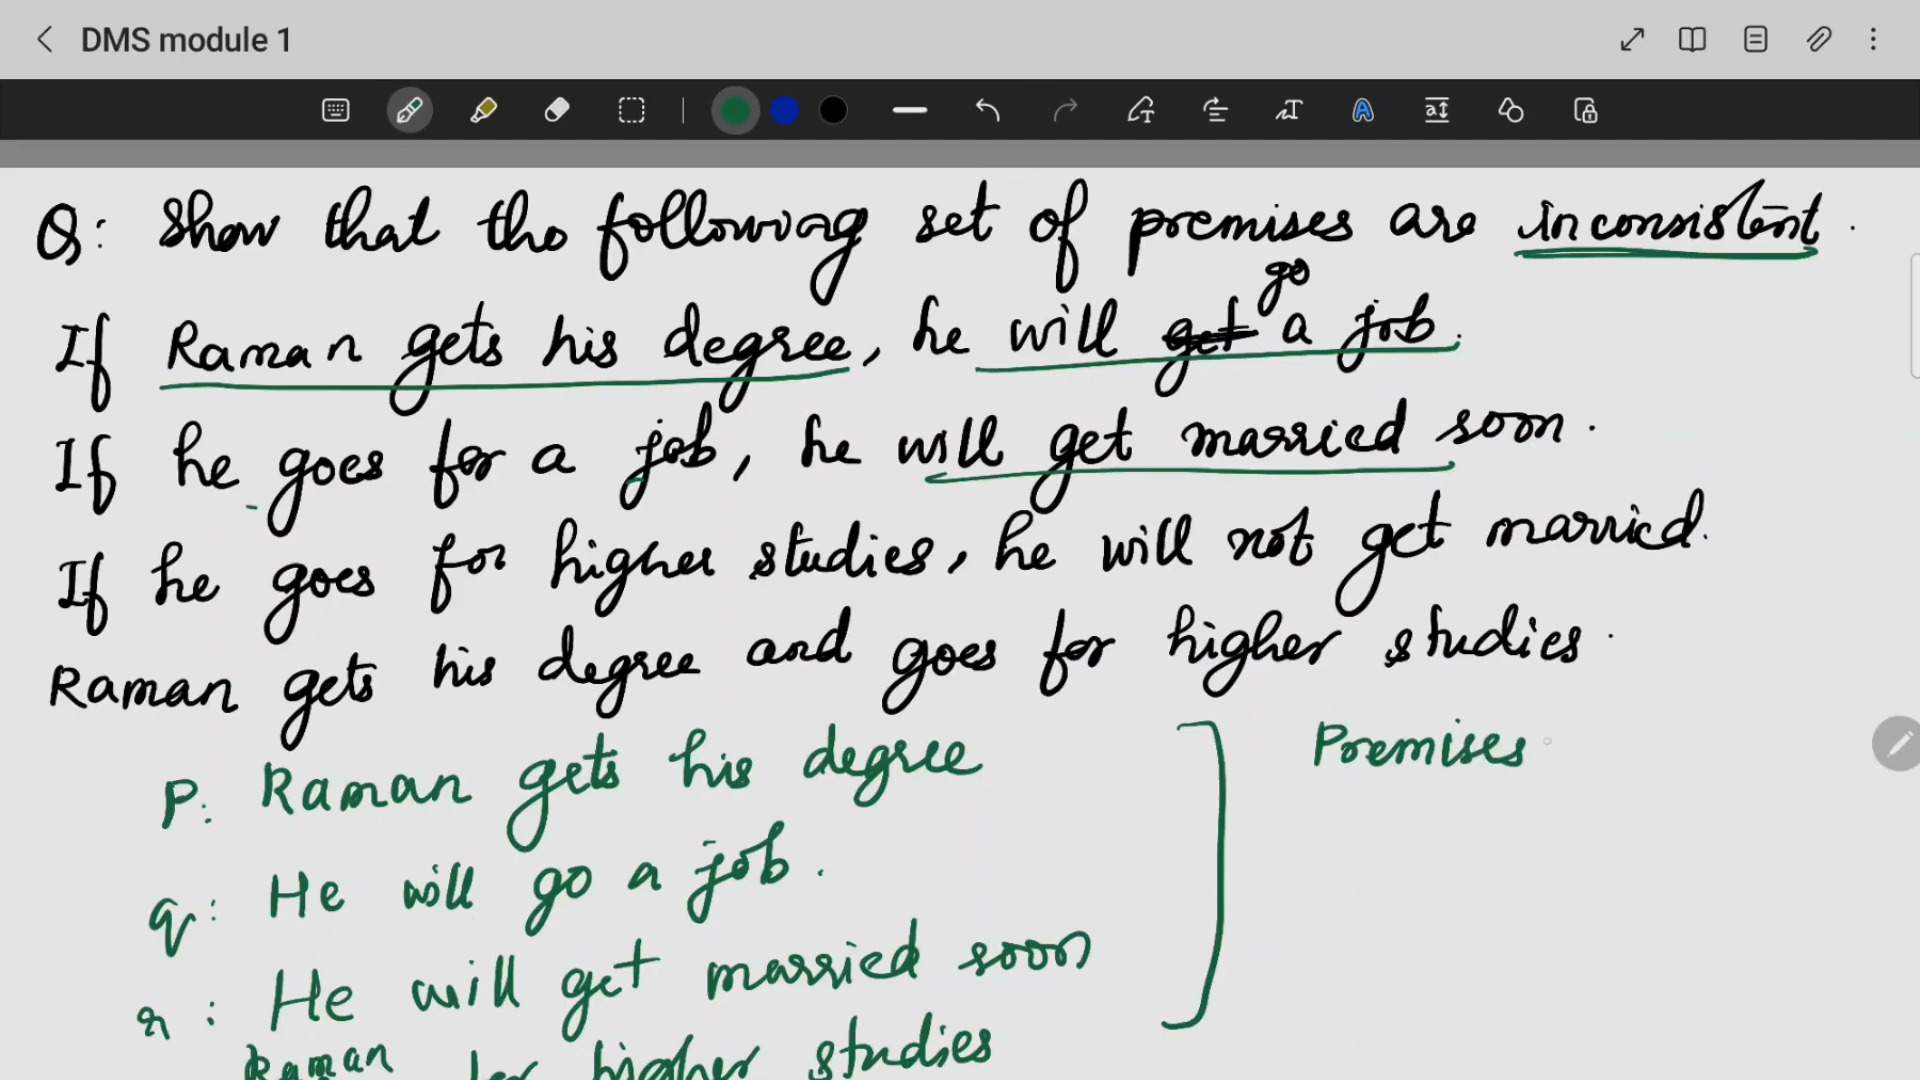 DMS module 1
Q: Show that the following set of premises are inconsistent.
go
If Raman gets his degree, he will get a job.
If he goes for a job, he will get married soon.
If he goes for higher studies, he will not get married.
Raman gets his degree and goes for higher studies.
P: Raman gets his degree
Premises
q: He will go a job.
r: He will get married soon
Raman for higher studies